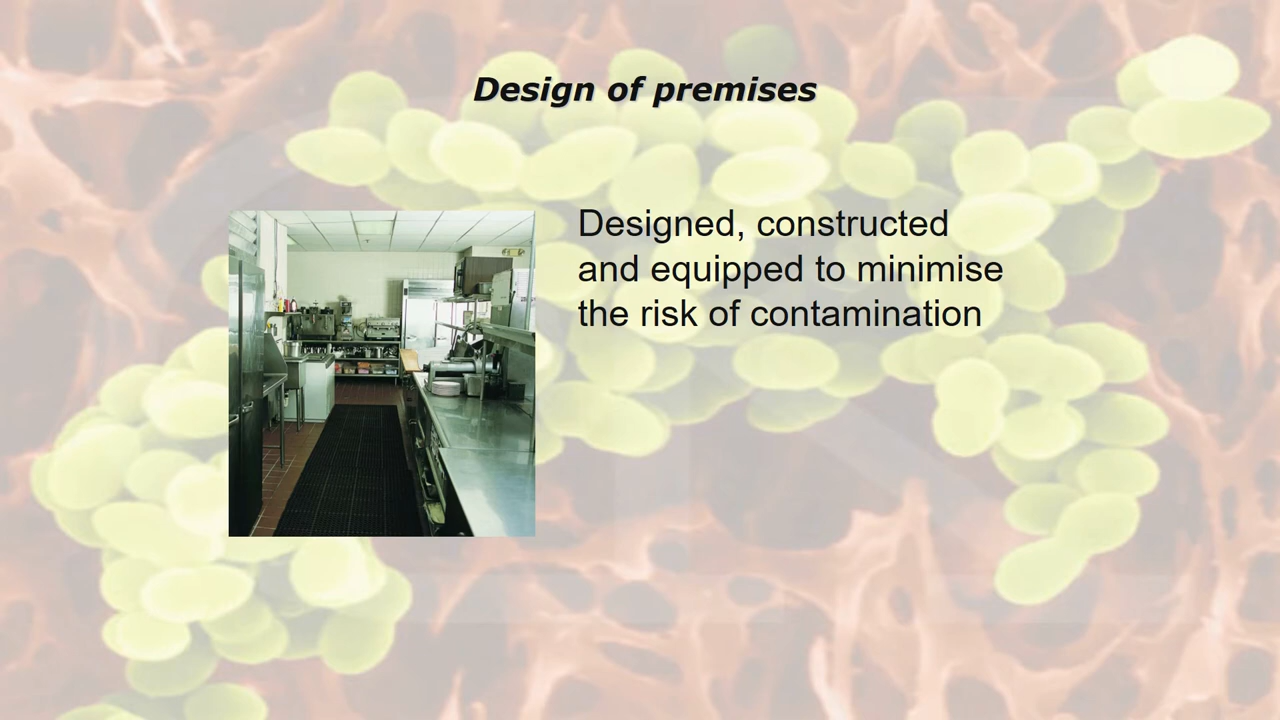 Design of premises
Designed, constructed
and equipped to minimise
the risk of contamination